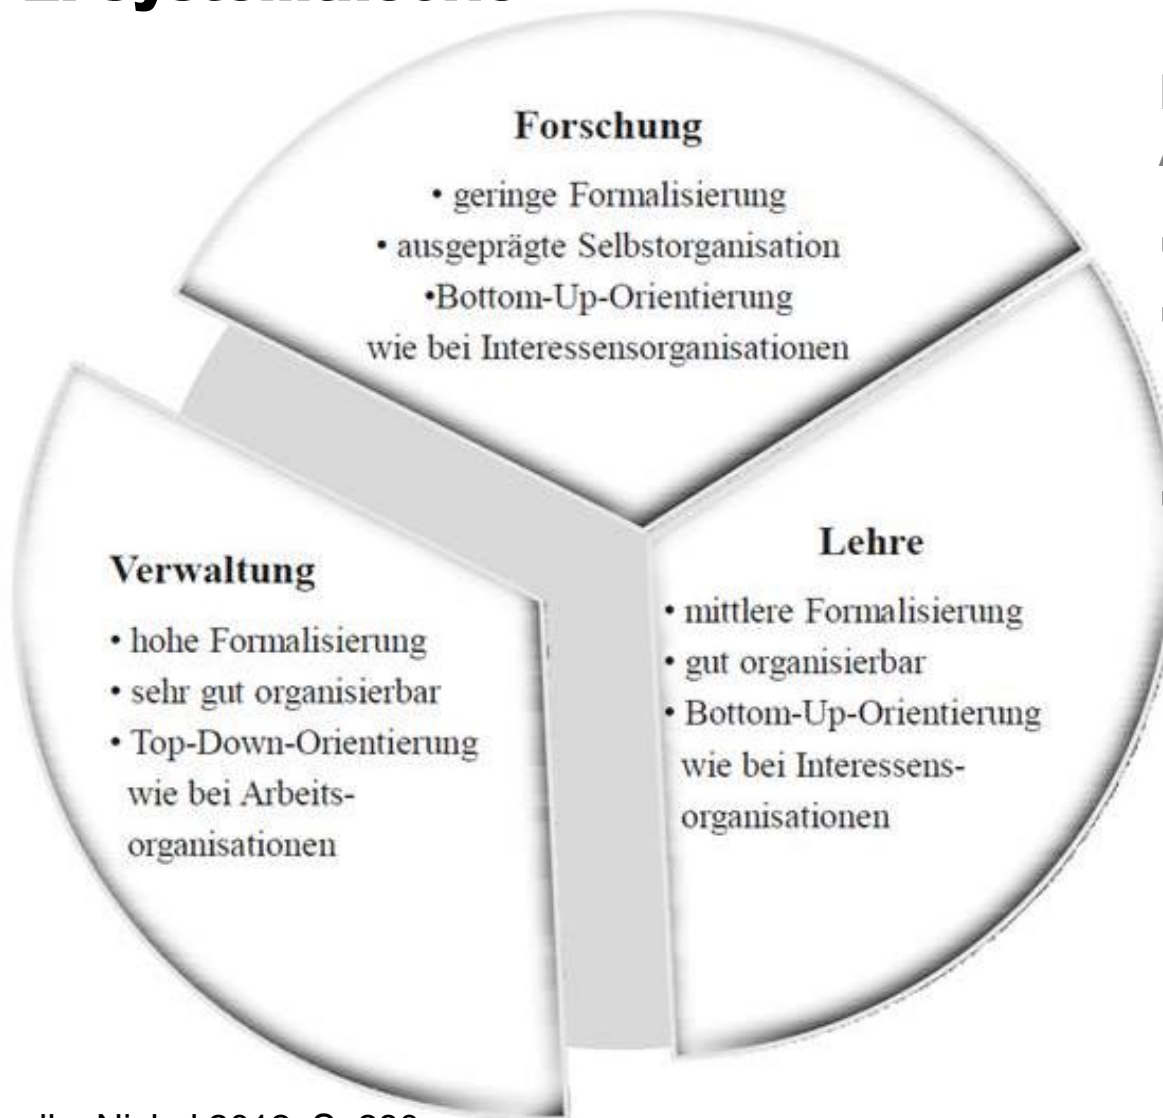 Forschung
• geringe Formalisierung
• ausgeprägte Selbstorganisation
•Bottom-Up-Orientierung
wie bei Interessensorganisationen
Verwaltung
• hohe Formalisierung
• sehr gut organisierbar
• Top-Down-Orientierung
wie bei Arbeits-
organisationen
Lehre
• mittlere Formalisierung
• gut organisierbar
• Bottom-Up-Orientierung
wie bei Interessens-
organisationen